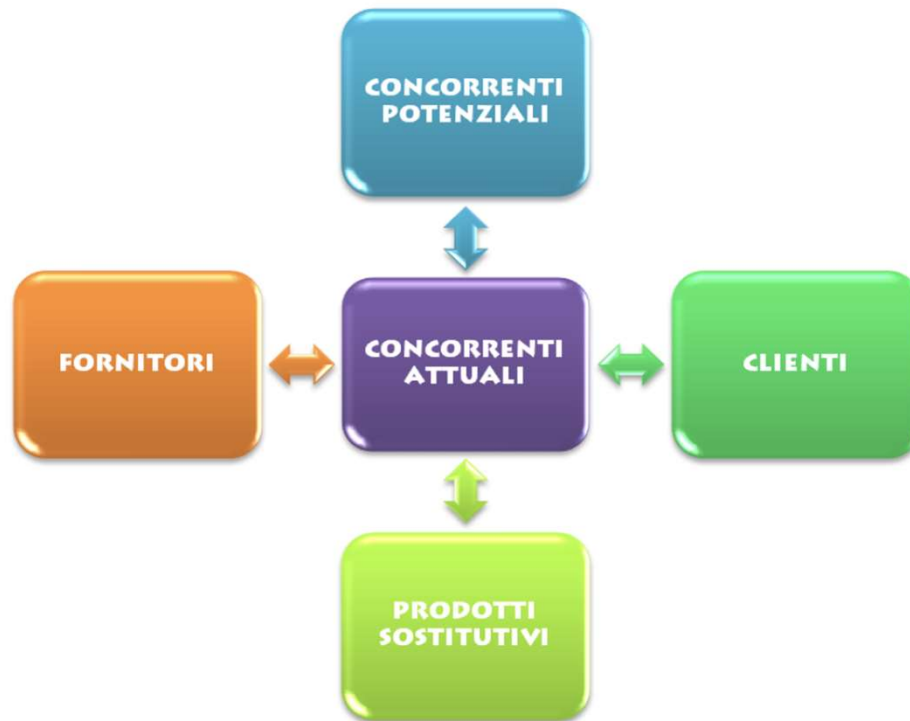 CONCORRENTI
POTENZIALI
FORNITORI
CONCORRENTI
ATTUALI
CLIENTI
PRODOTTI
SOSTITUTIVI